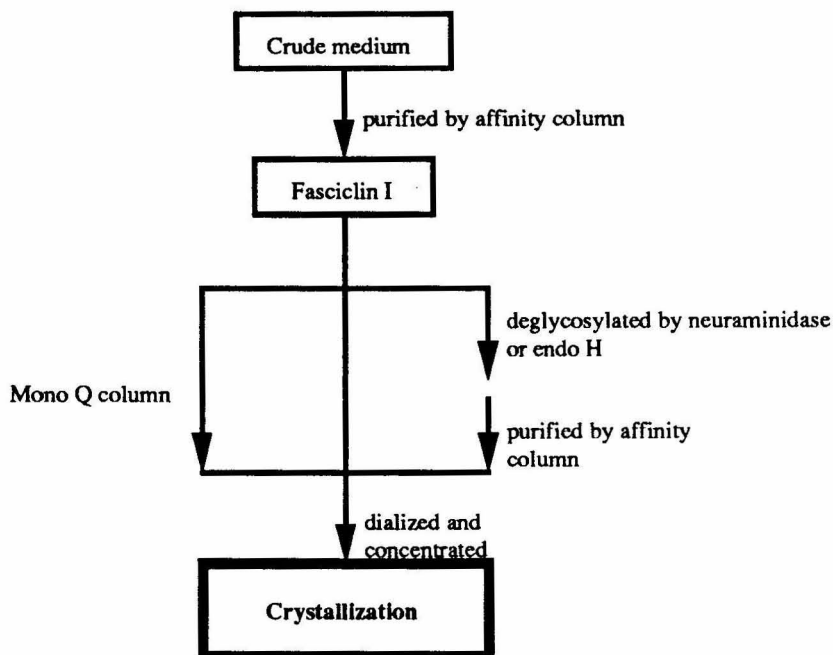 Crude medium
purified by affinity column
Fasciclin I
deglycosylated by neuraminidase
or endo H
Mono Q column
purified by affinity
column
dialized and
concentrated
Crystallization